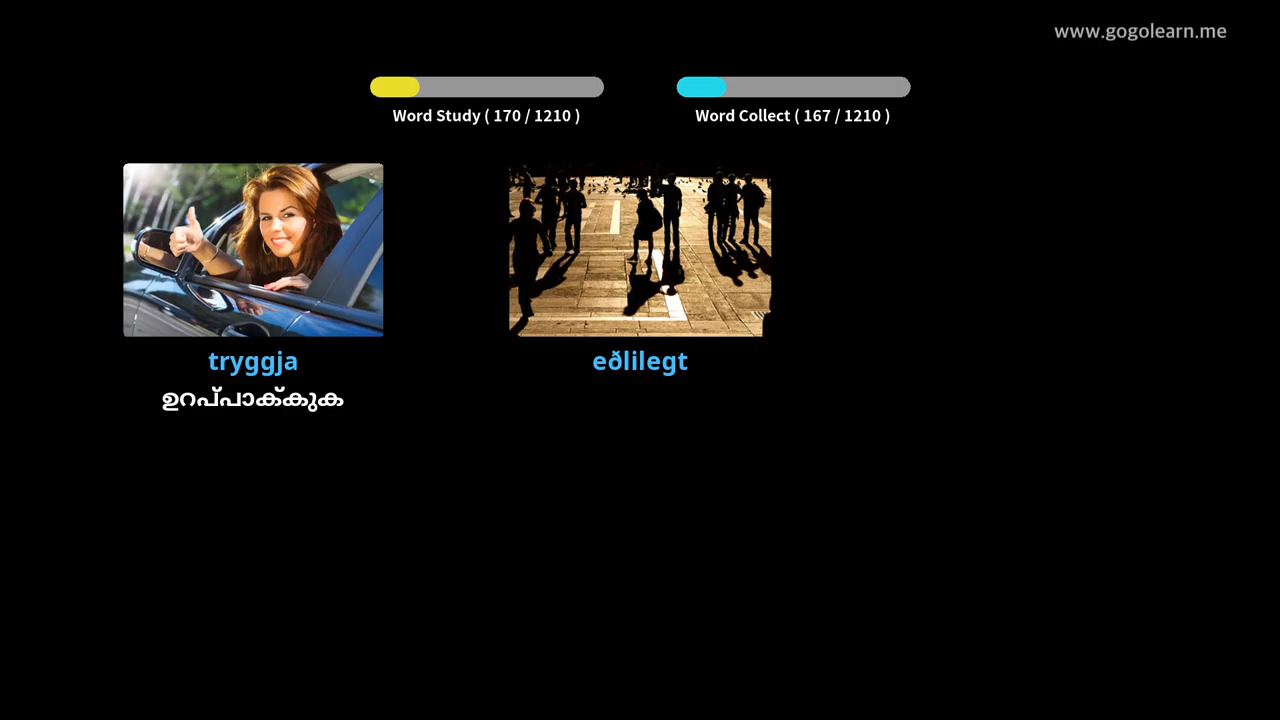 www.gogolearn.me
Word Study ( 170 / 1210 )
Word Collect ( 167 / 1210 )
tryggja
eðlilegt
ഉറപ്പാക്കുക